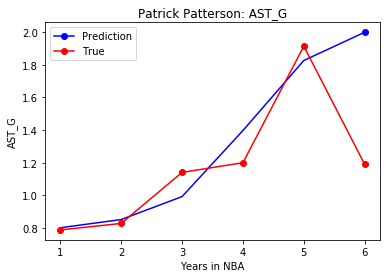 Patrick Patterson: AST_G
Prediction
True
AST_G
2.0
1.8
1.6
1.4
1.2
1.0
0.8
1 2 3 4 5 6
Years in NBA